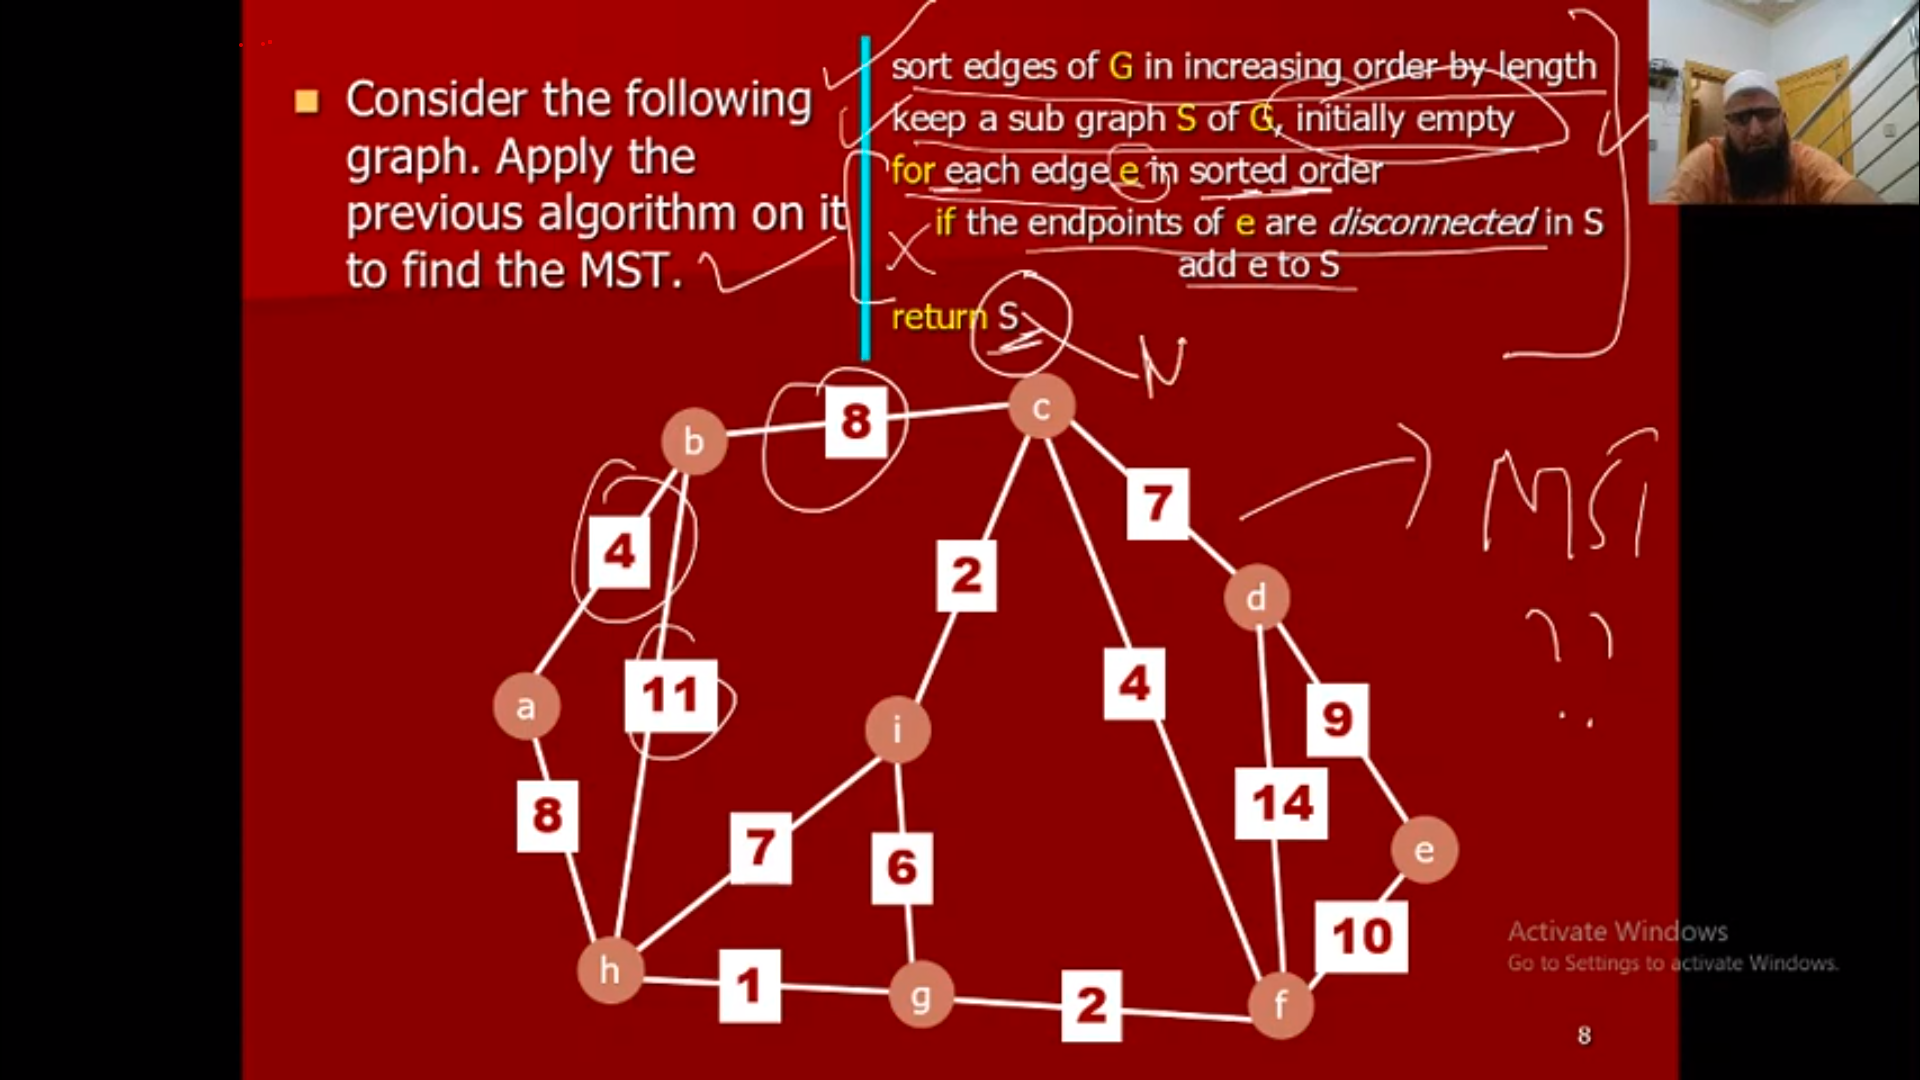 Consider the following
graph. Apply the
previous algorithm on it
to find the MST.
sort edges of G in increasing order by length
keep a sub graph S of G, initially empty
for each edge e in sorted order
if the endpoints of e are disconnected in S
add e to S
return S
N
MST
??
b
8
c
4
7
2
d
a
11
i
4
9
8
7
6
14
e
10
h
1
g
2
f
Activate Windows
Go to Settings to activate Windows.
8